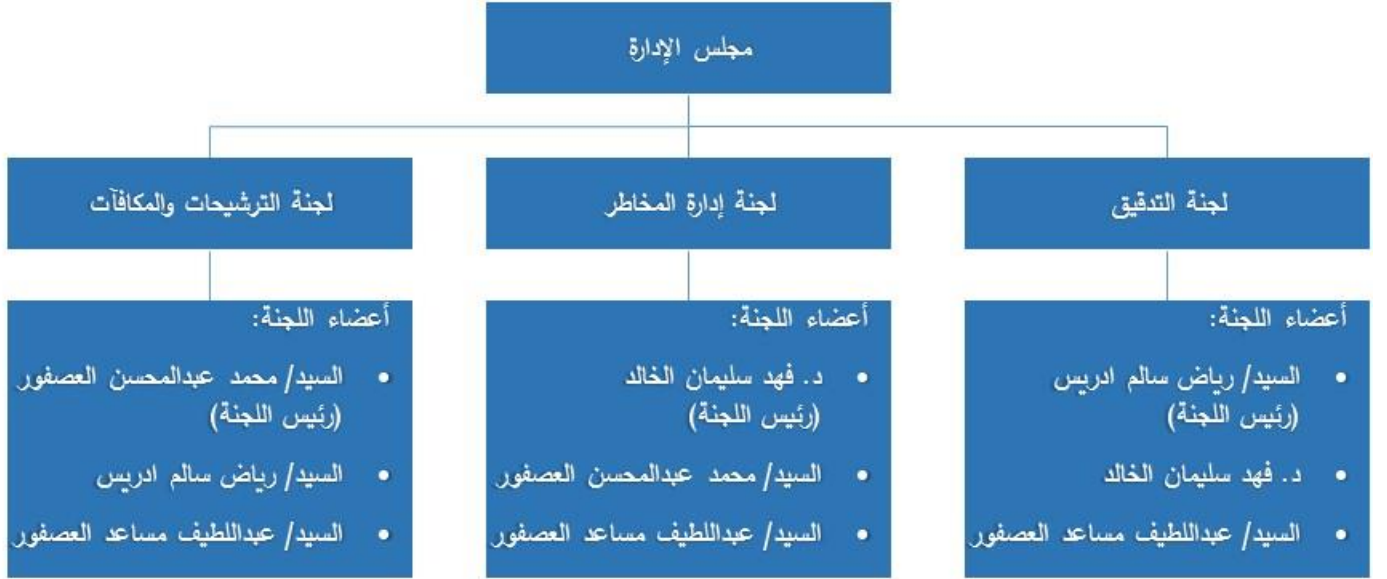 مجلس الإدارة
لجنة التدقيق
أعضاء اللجنة:
• السيد/ رياض سالم ادريس
(رئيس اللجنة)
• د. فهد سليمان الخالد
• السيد/ عبداللطيف مساعد العصفور
لجنة إدارة المخاطر
أعضاء اللجنة:
• د. فهد سليمان الخالد
(رئيس اللجنة)
• السيد/ محمد عبدالمحسن العصفور
• السيد/ عبداللطيف مساعد العصفور
لجنة الترشيحات والمكافآت
أعضاء اللجنة:
• السيد/ محمد عبدالمحسن العصفور
(رئيس اللجنة)
• السيد/ رياض سالم ادريس
• السيد/ عبداللطيف مساعد العصفور